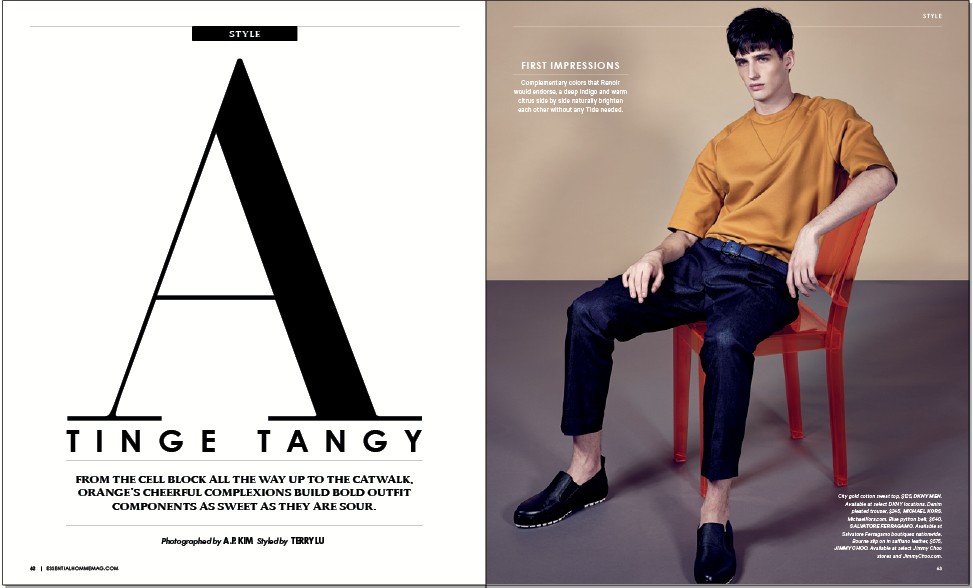 STYLE
A
TINGE TANGY
FROM THE CELL BLOCK ALL THE WAY UP TO THE CATWALK,
ORANGE'S CHEERFUL COMPLEXIONS BUILD BOLD OUTFIT
COMPONENTS AS SWEET AS THEY ARE SOUR.
Photographed by A.P. KIM Styled by TERRY LU
62 | ESSENTIALHOMMEMAG.COM
STYLE
FIRST IMPRESSIONS
Complementary colors that Renoir
would endorse, a deep indigo and warm
citrus side by side naturally brighten
each other without any Tide needed.
City gold cotton sweat top, $125, DKNY MEN.
Available at select DKNY locations. Denim
pleated trouser, $345, MICHAEL KORS.
MichaelKors.com. Blue python belt, $640,
SALVATORE FERRAGAMO. Available at
Salvatore Ferragamo boutiques nationwide.
Bourne slip on in saffiano leather, $575,
JIMMY CHOO. Available at select Jimmy Choo
stores and JimmyChoo.com.
63